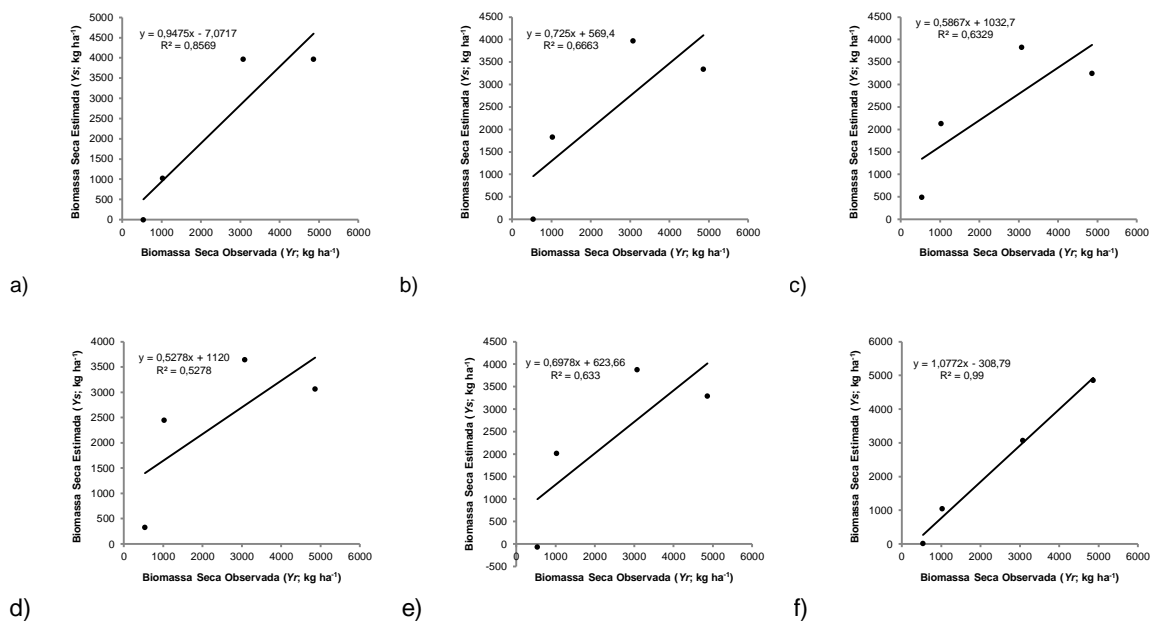 Biomassa Seca Estimada (Ys; kg ha⁻¹)
5000
4500
4000
3500
3000
2500
2000
1500
1000
500
0
y = 0,9475x - 7,0717
R² = 0,8569
0 1000 2000 3000 4000 5000 6000
Biomassa Seca Observada (Yr; kg ha⁻¹)
a)
Biomassa Seca Estimada (Ys; kg ha⁻¹)
4500
4000
3500
3000
2500
2000
1500
1000
500
0
y = 0,725x + 569,4
R² = 0,6663
0 1000 2000 3000 4000 5000 6000
Biomassa Seca Observada (Yr; kg ha⁻¹)
b)
Biomassa Seca Estimada (Ys; kg ha⁻¹)
4500
4000
3500
3000
2500
2000
1500
1000
500
0
y = 0,5867x + 1032,7
R² = 0,6329
0 1000 2000 3000 4000 5000 6000
Biomassa Seca Observada (Yr; kg ha⁻¹)
c)
Biomassa Seca Estimada (Ys; kg ha⁻¹)
4000
3500
3000
2500
2000
1500
1000
500
0
y = 0,5278x + 1120
R² = 0,5278
0 1000 2000 3000 4000 5000 6000
Biomassa Seca Observada (Yr; kg ha⁻¹)
d)
Biomassa Seca Estimada (Ys; kg ha⁻¹)
4500
4000
3500
3000
2500
2000
1500
1000
500
0
-500
y = 0,6978x + 623,66
R² = 0,633
0 1000 2000 3000 4000 5000 6000
Biomassa Seca Observada (Yr; kg ha⁻¹)
e)
Biomassa Seca Estimada (Ys; kg ha⁻¹)
6000
5000
4000
3000
2000
1000
0
y = 1,0772x - 308,79
R² = 0,99
0 1000 2000 3000 4000 5000 6000
Biomassa Seca Observada (Yr; kg ha⁻¹)
f)